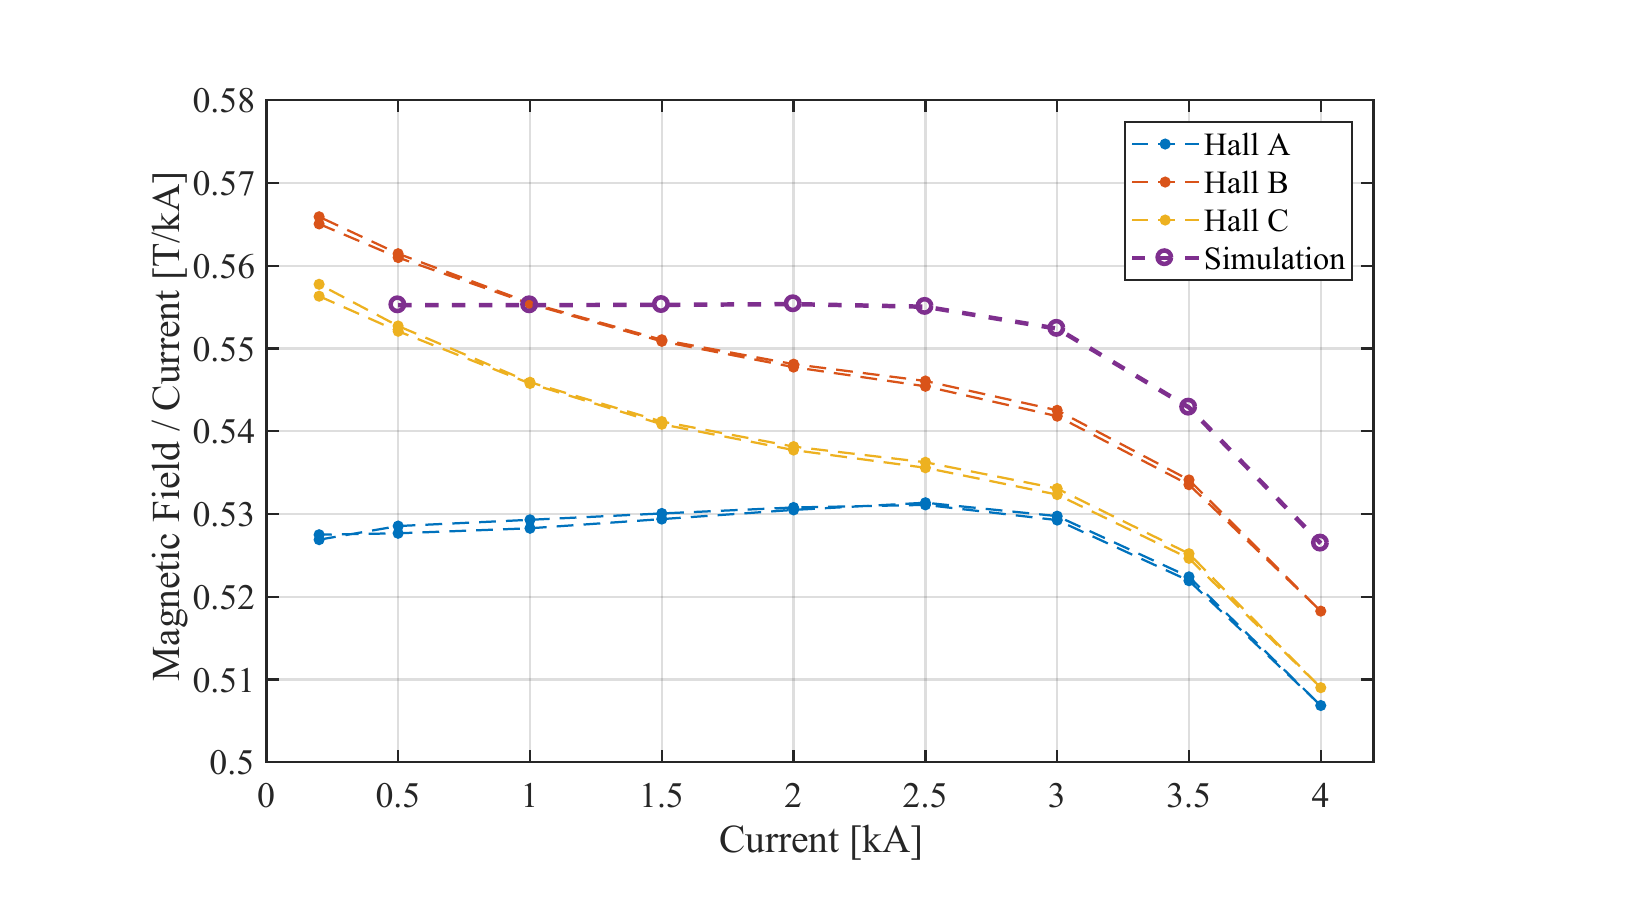 Magnetic Field / Current [T/kA]
0.58
0.57
0.56
0.55
0.54
0.53
0.52
0.51
0.5
0 0.5 1 1.5 2 2.5 3 3.5 4
Current [kA]
Hall A
Hall B
Hall C
Simulation